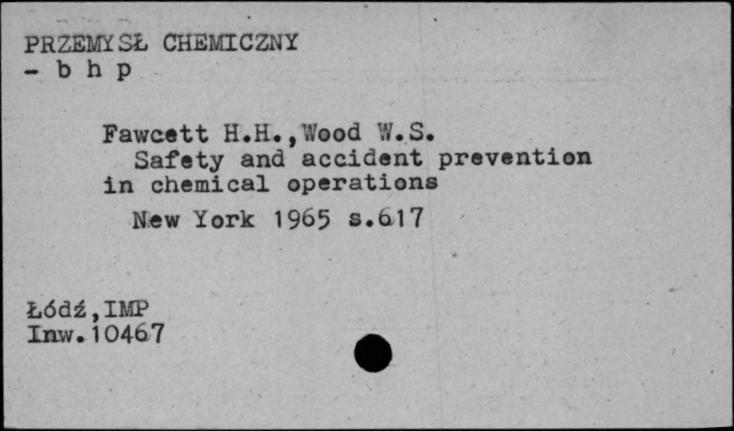 PRZEMYSŁ CHEMICZNY
- b h p
Fawcett H.H.,Wood W.S.
Safety and accident prevention
in chemical operations
New York 1965 s.617
Łódź,IMP
Inw.10467